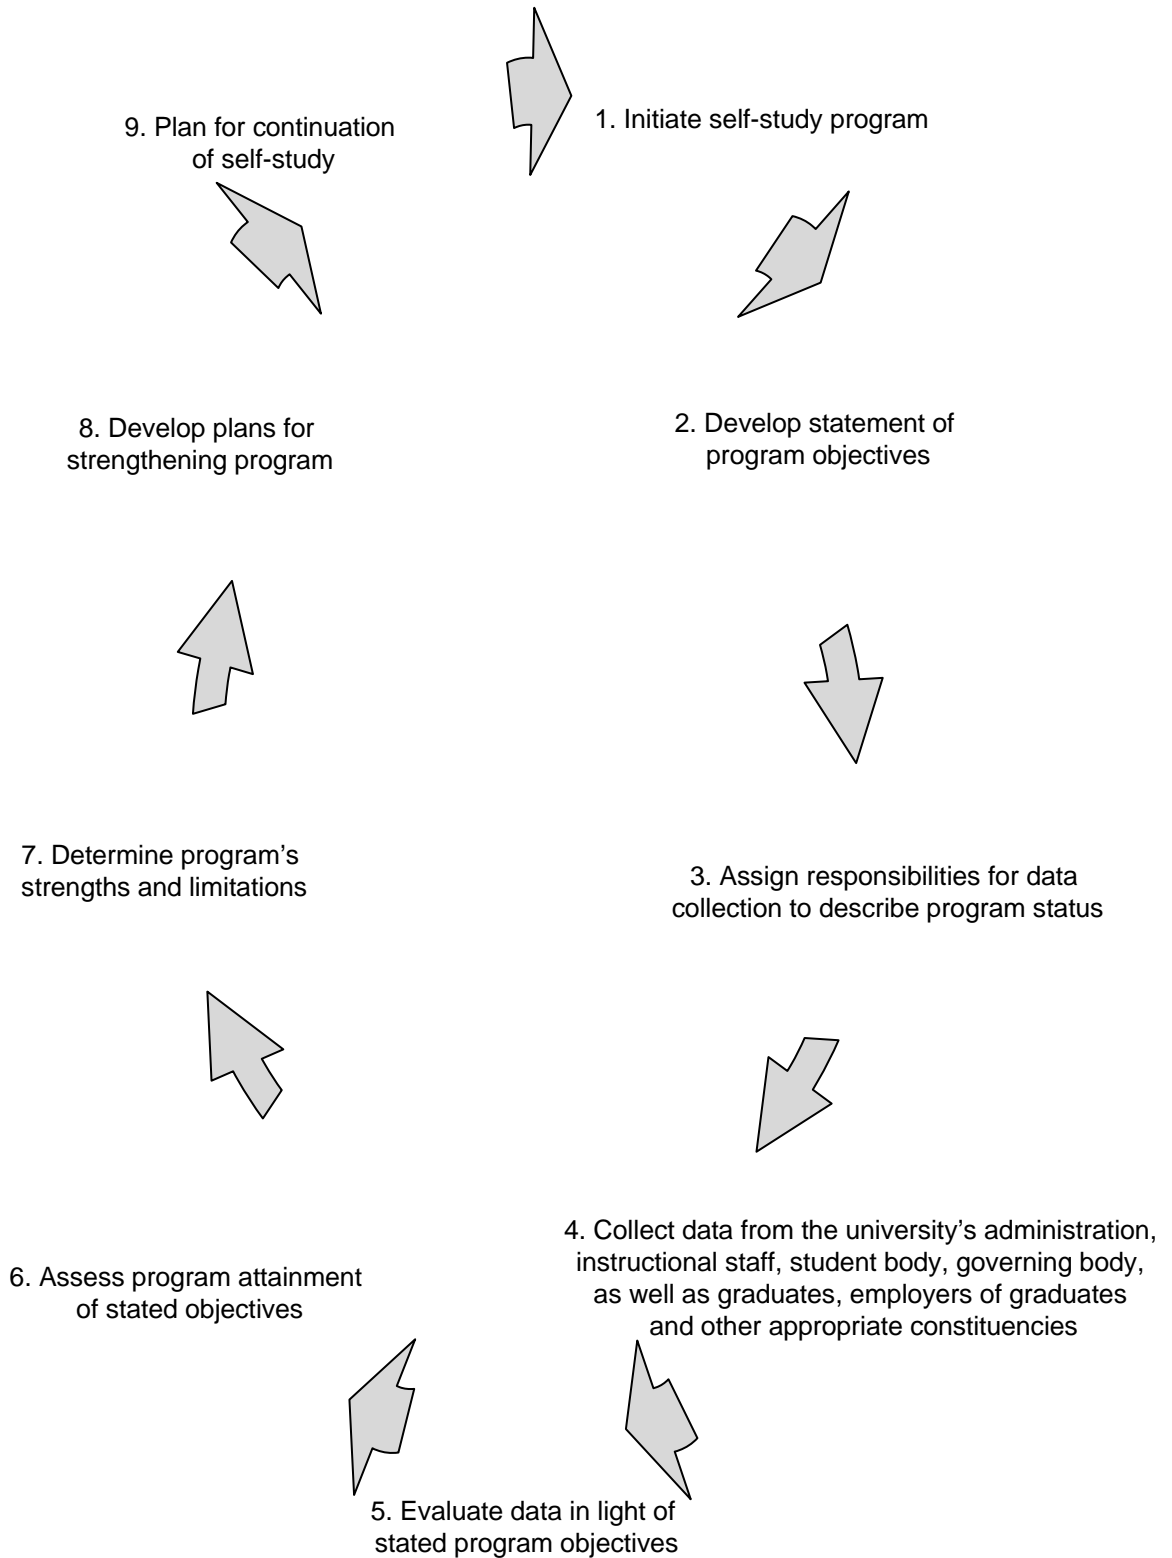 1. Initiate self-study program
2. Develop statement of
program objectives
3. Assign responsibilities for data
collection to describe program status
4. Collect data from the university’s administration,
instructional staff, student body, governing body,
as well as graduates, employers of graduates
and other appropriate constituencies
5. Evaluate data in light of
stated program objectives
6. Assess program attainment
of stated objectives
7. Determine program’s
strengths and limitations
8. Develop plans for
strengthening program
9. Plan for continuation
of self-study